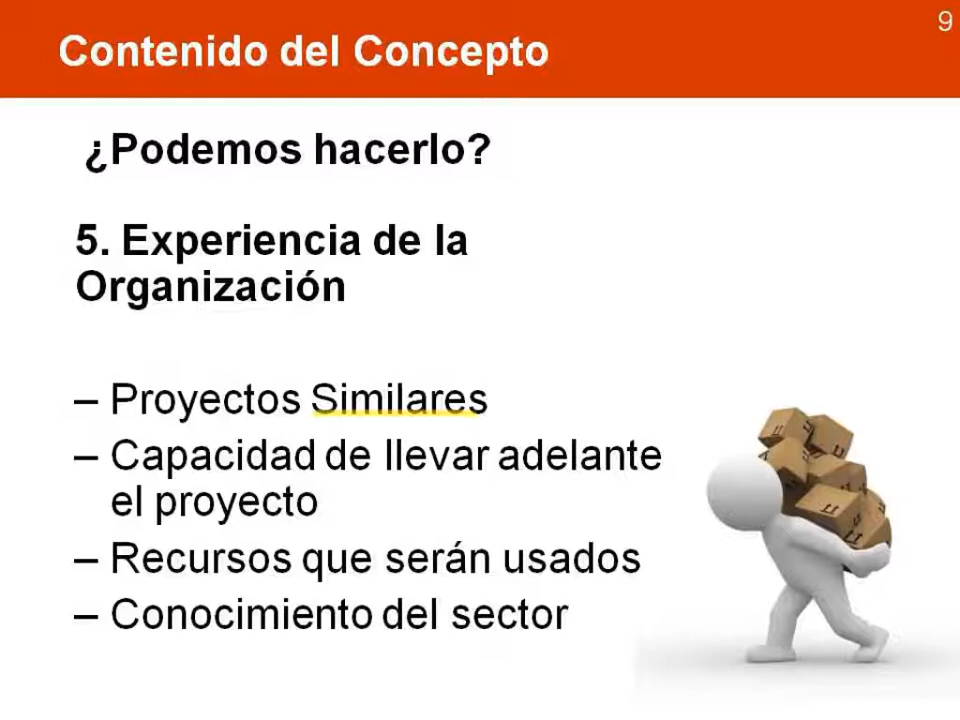 9
Contenido del Concepto
¿Podemos hacerlo?
5. Experiencia de la
Organización
– Proyectos Similares
– Capacidad de llevar adelante
el proyecto
– Recursos que serán usados
– Conocimiento del sector